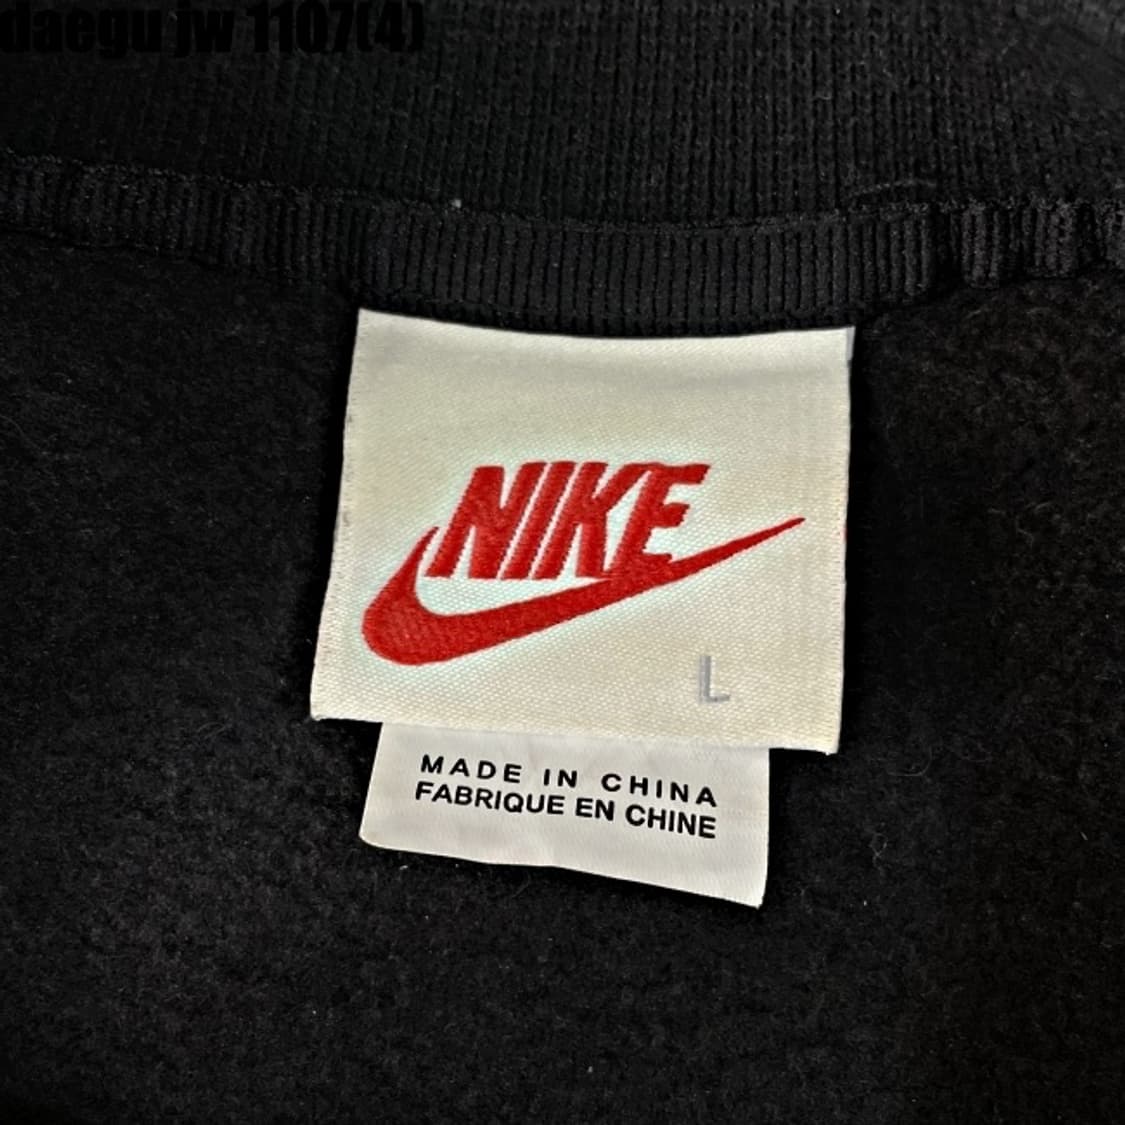 daegu jw 1107(4)
NIKE
L
MADE IN CHINA
FABRIQUE EN CHINE